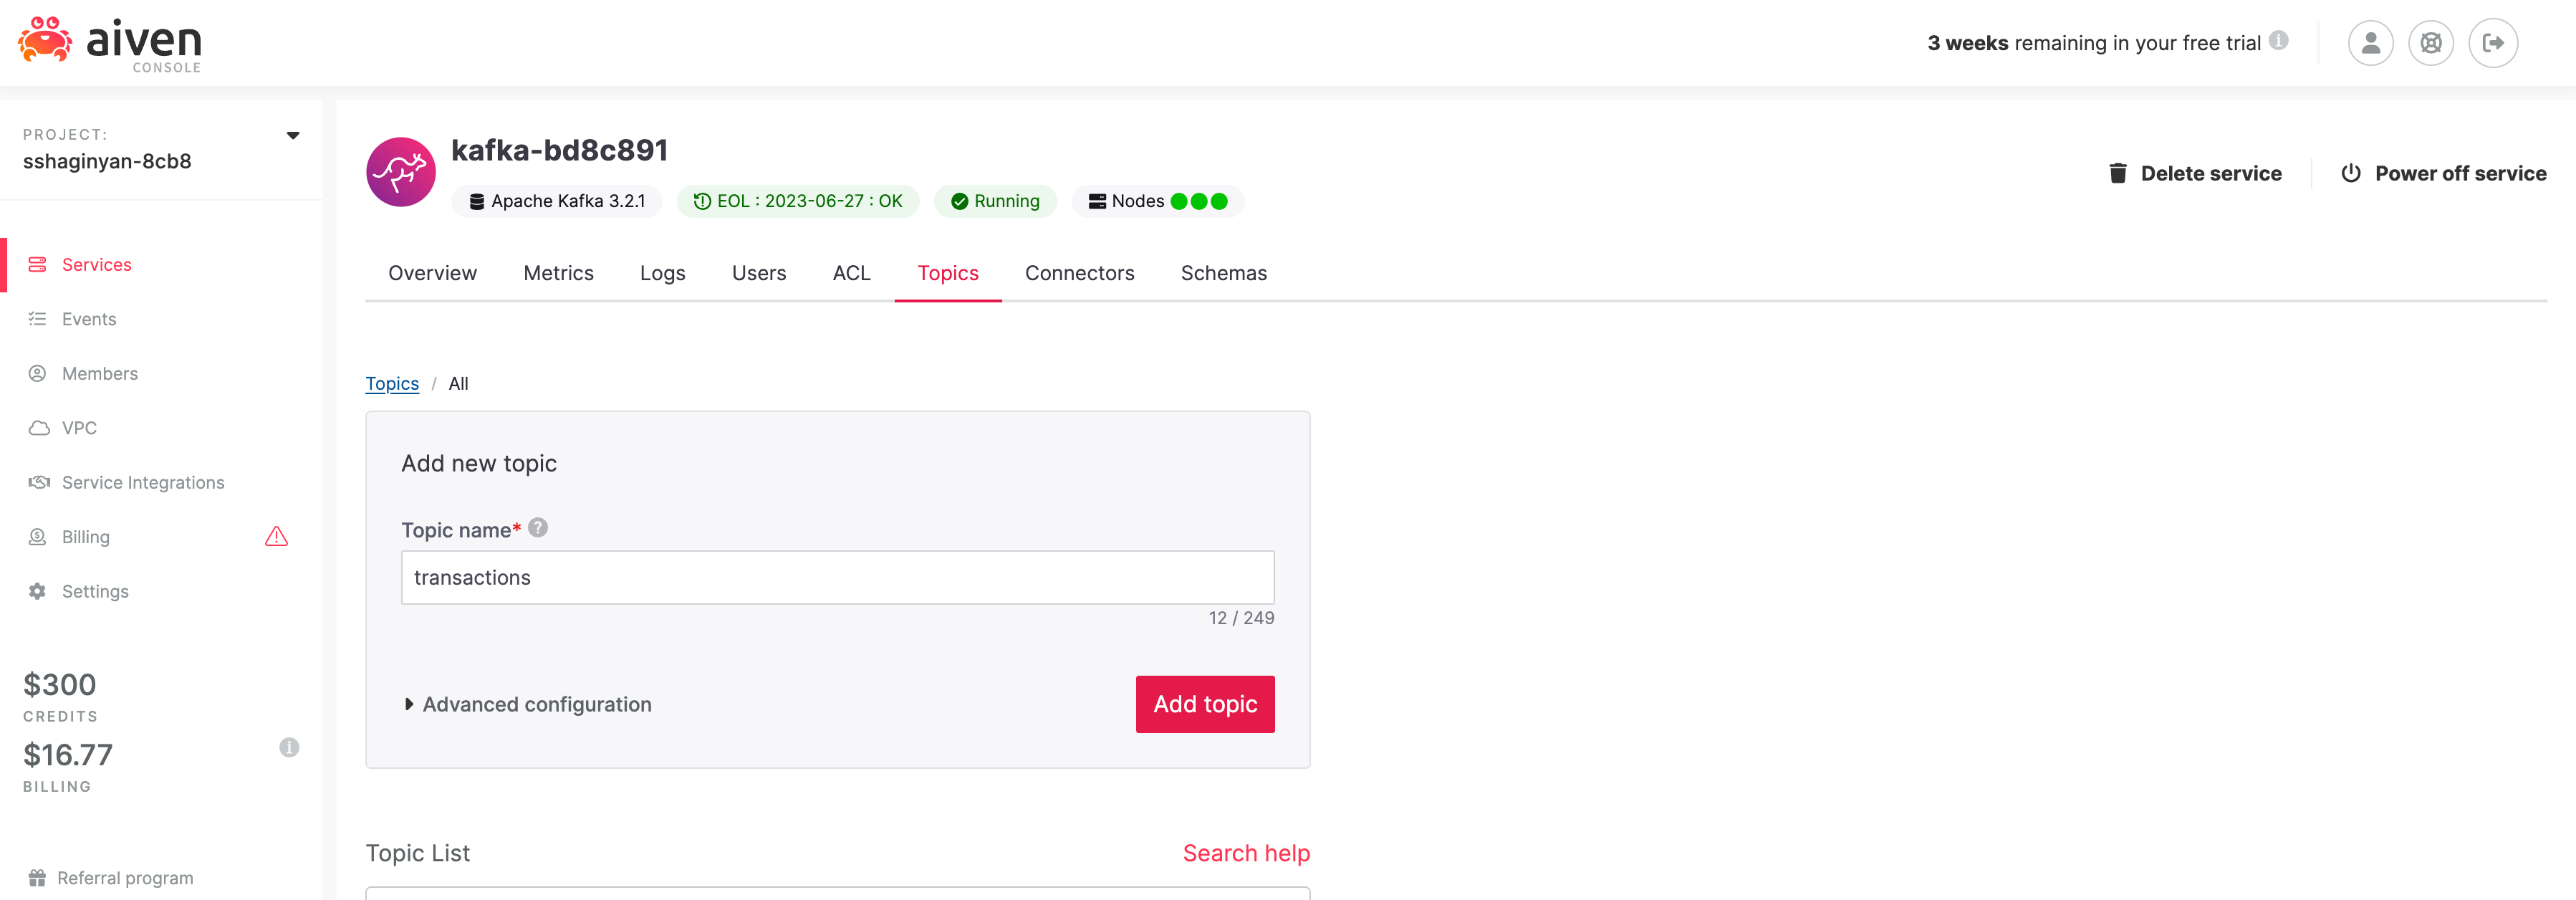 aiven
CONSOLE
3 weeks remaining in your free trial
PROJECT:
sshaginyan-8cb8
Services
Events
Members
VPC
Service Integrations
Billing
Settings
$300
CREDITS
$16.77
BILLING
Referral program
kafka-bd8c891
Apache Kafka 3.2.1
EOL : 2023-06-27 : OK
Running
Nodes
Delete service
Power off service
Overview
Metrics
Logs
Users
ACL
Topics
Connectors
Schemas
Topics / All
Add new topic
Topic name*
transactions
12 / 249
Advanced configuration
Add topic
Topic List
Search help